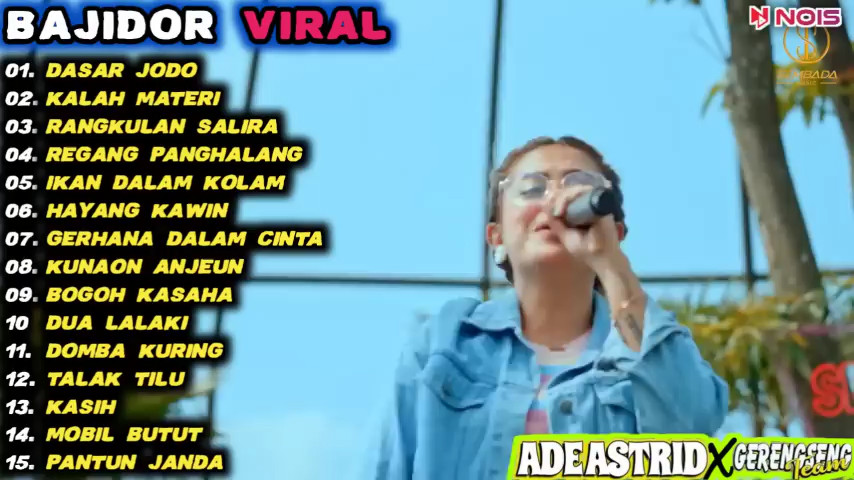 BAJIDOR VIRAL
NOIS
01. DASAR JODO
02. KALAH MATERI
03. RANGKULAN SALIRA
04. REGANG PANGHALANG
05. IKAN DALAM KOLAM
06. HAYANG KAWIN
07. GERHANA DALAM CINTA
08. KUNAON ANJEUN
09. BOGOH KASAHA
10 DUA LALAKI
11. DOMBA KURING
12. TALAK TILU
13. KASIH
14. MOBIL BUTUT
15. PANTUN JANDA
ADE ASTRID X GERENGSENG
Team